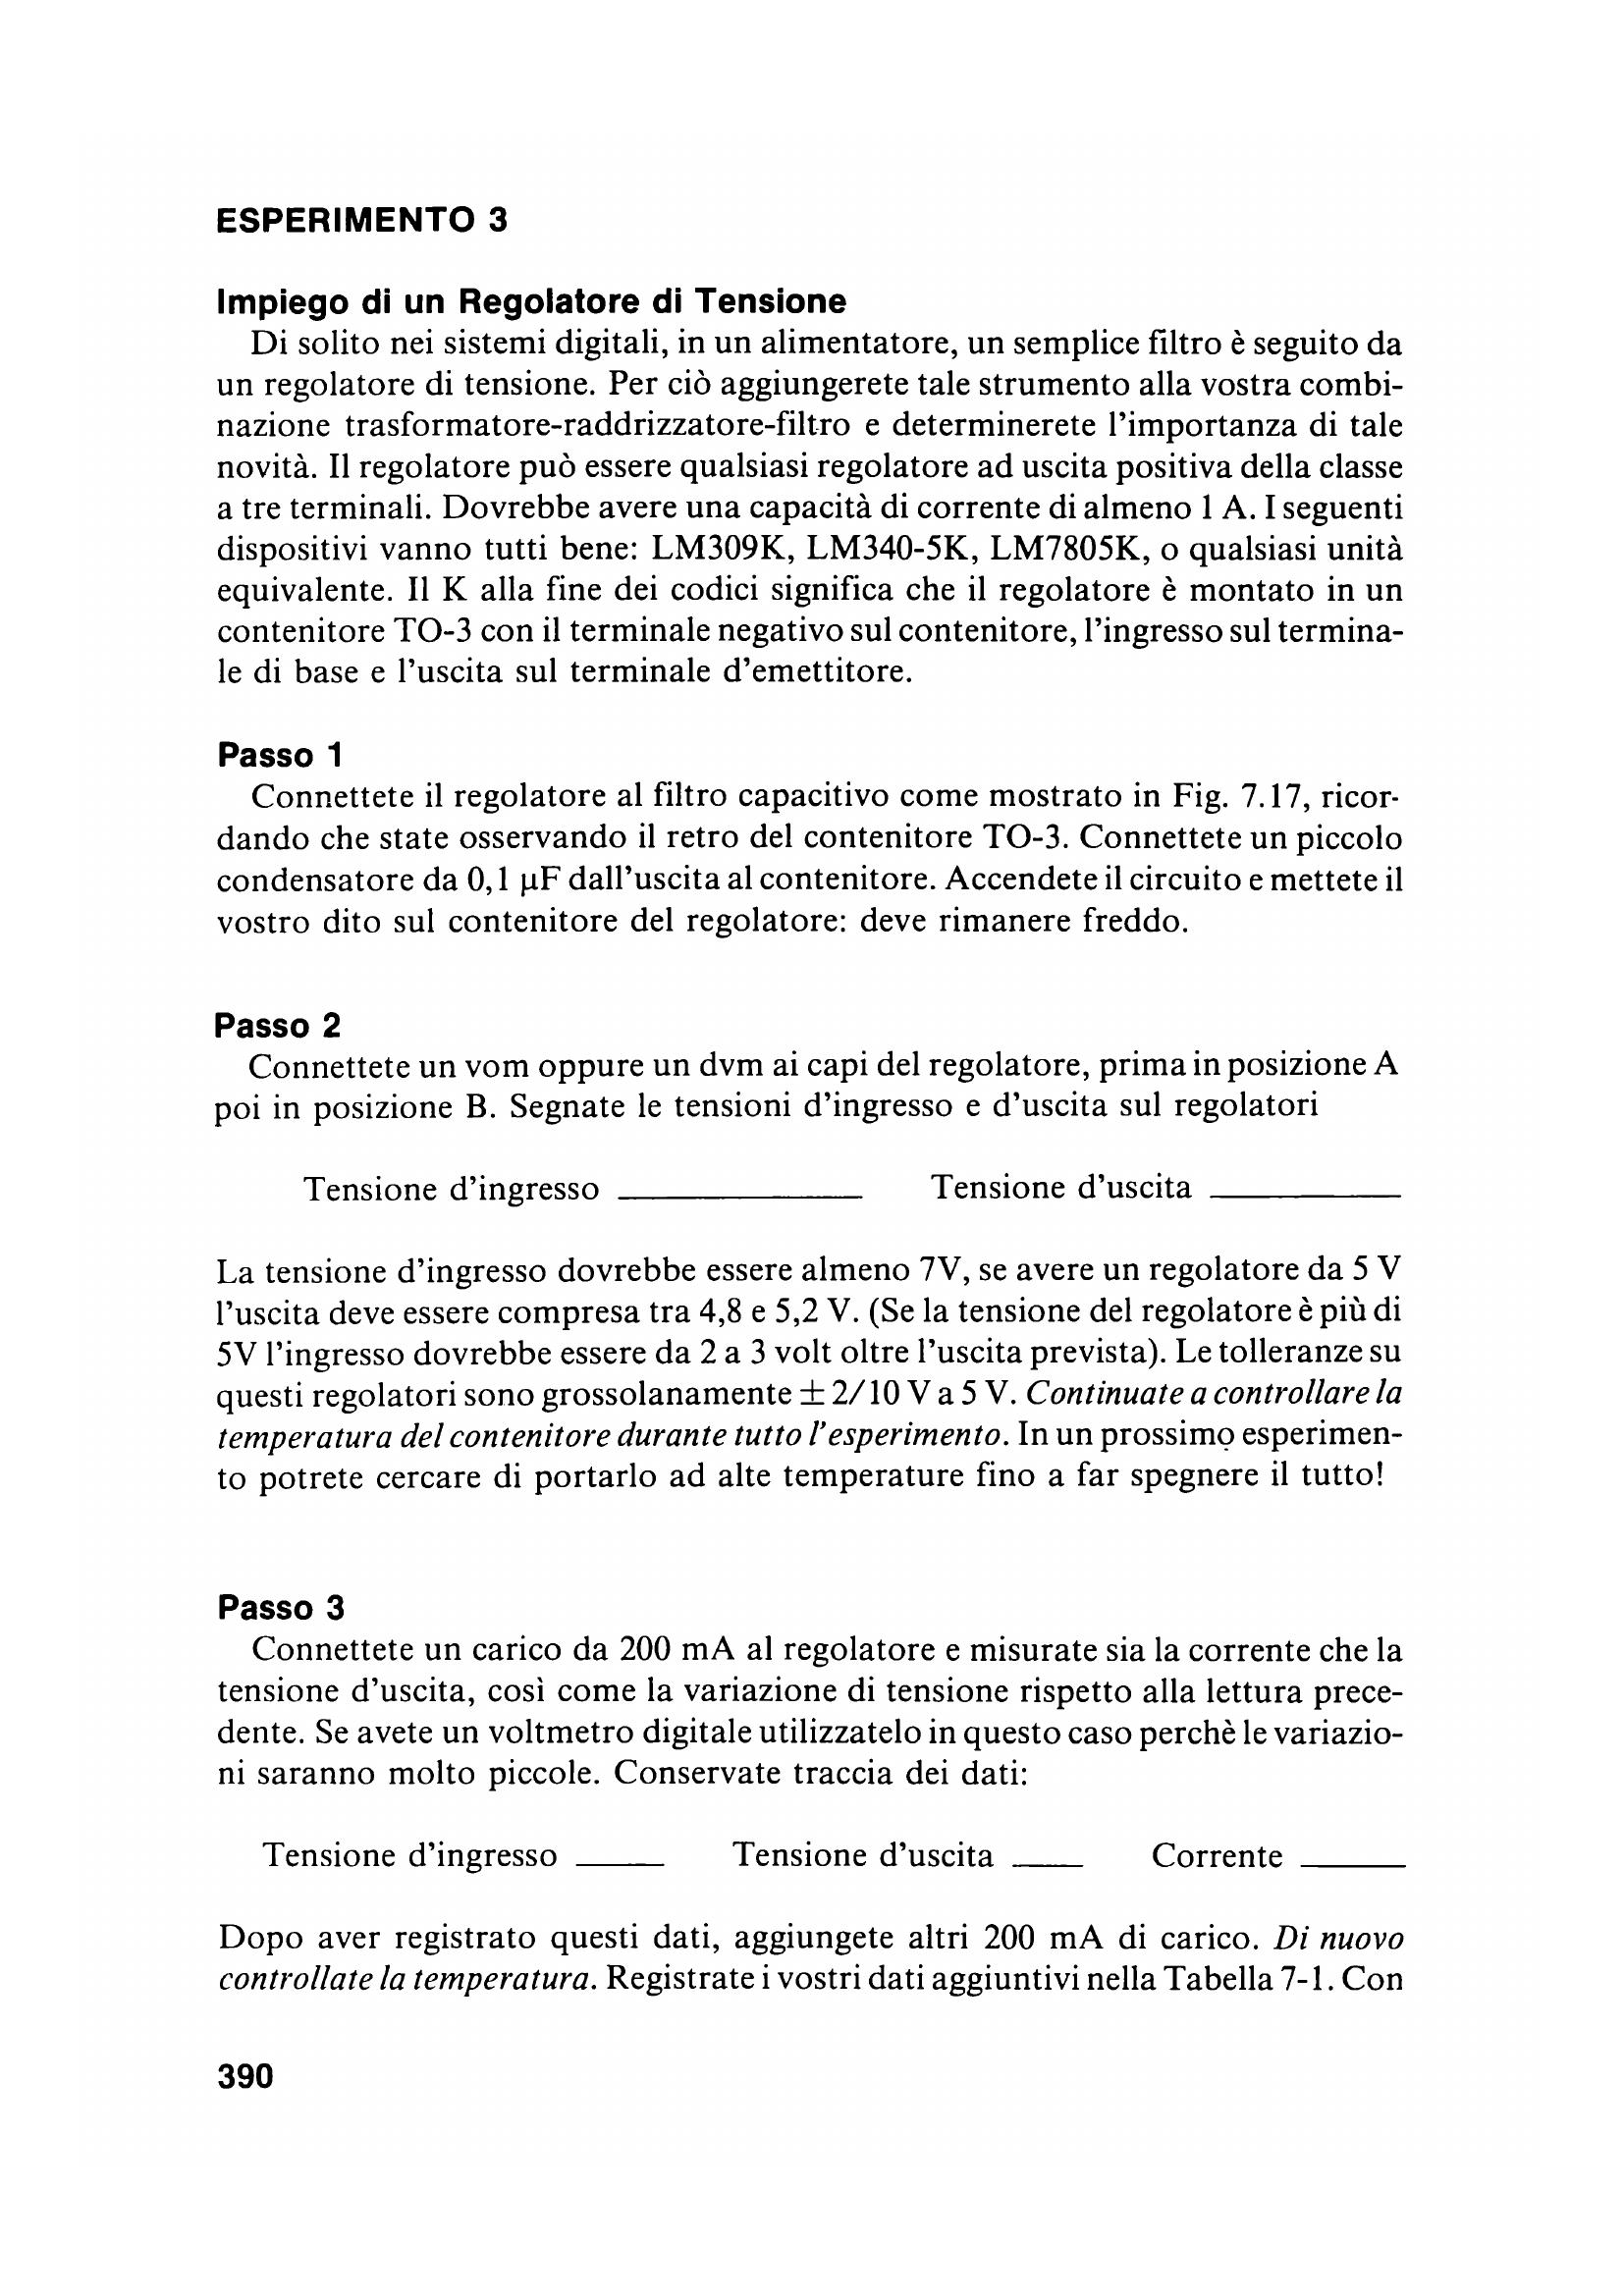 ESPERIMENTO 3
Impiego di un Regolatore di Tensione
Di solito nei sistemi digitali, in un alimentatore, un semplice filtro è seguito da
un regolatore di tensione. Per ciò aggiungerete tale strumento alla vostra combi-
nazione trasformatore-raddrizzatore-filtro e determinerete l'importanza di tale
novità. Il regolatore può essere qualsiasi regolatore ad uscita positiva della classe
a tre terminali. Dovrebbe avere una capacità di corrente di almeno 1 A. I seguenti
dispositivi vanno tutti bene: LM309K, LM340-5K, LM7805K, o qualsiasi unità
equivalente. Il K alla fine dei codici significa che il regolatore è montato in un
contenitore TO-3 con il terminale negativo sul contenitore, l'ingresso sul termina-
le di base e l'uscita sul terminale d'emettitore.
Passo 1
Connettete il regolatore al filtro capacitivo come mostrato in Fig. 7.17, ricor-
dando che state osservando il retro del contenitore TO-3. Connettete un piccolo
condensatore da 0,1 µF dall'uscita al contenitore. Accendete il circuito e mettete il
vostro dito sul contenitore del regolatore: deve rimanere freddo.
Passo 2
Connettete un vom oppure un dvm ai capi del regolatore, prima in posizione A
poi in posizione B. Segnate le tensioni d'ingresso e d'uscita sul regolatori
Tensione d'ingresso ______ Tensione d'uscita ______
La tensione d'ingresso dovrebbe essere almeno 7V, se avere un regolatore da 5 V
l'uscita deve essere compresa tra 4,8 e 5,2 V. (Se la tensione del regolatore è più di
5V l'ingresso dovrebbe essere da 2 a 3 volt oltre l'uscita prevista). Le tolleranze su
questi regolatori sono grossolanamente ± 2/10 V a 5 V. Continuate a controllare la
temperatura del contenitore durante tutto l'esperimento. In un prossimo esperimen-
to potrete cercare di portarlo ad alte temperature fino a far spegnere il tutto!
Passo 3
Connettete un carico da 200 mA al regolatore e misurate sia la corrente che la
tensione d'uscita, così come la variazione di tensione rispetto alla lettura prece-
dente. Se avete un voltmetro digitale utilizzatelo in questo caso perchè le variazio-
ni saranno molto piccole. Conservate traccia dei dati:
Tensione d'ingresso ____ Tensione d'uscita ____ Corrente ____
Dopo aver registrato questi dati, aggiungete altri 200 mA di carico. Di nuovo
controllate la temperatura. Registrate i vostri dati aggiuntivi nella Tabella 7-1. Con
390